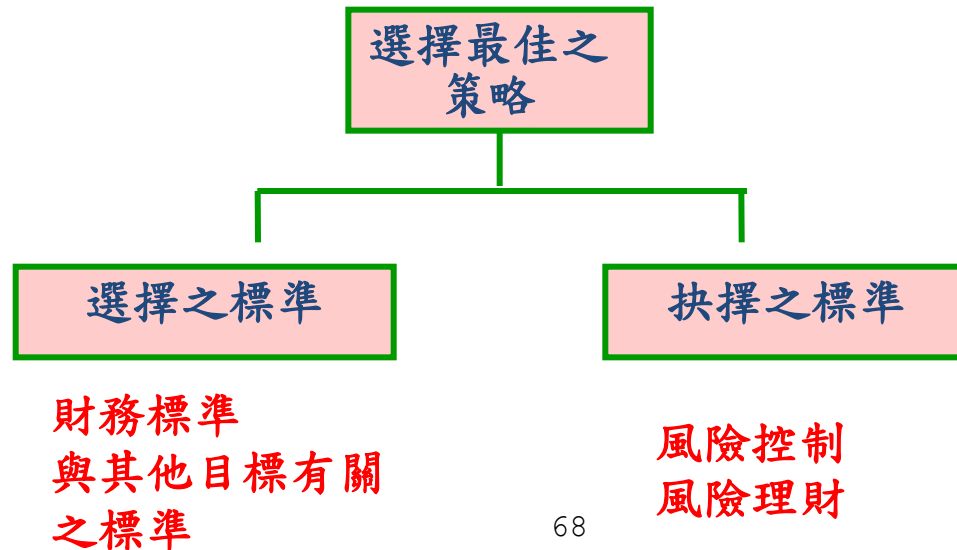 選擇最佳之
策略
選擇之標準
抉擇之標準
財務標準
與其他目標有關
之標準
風險控制
風險理財
68